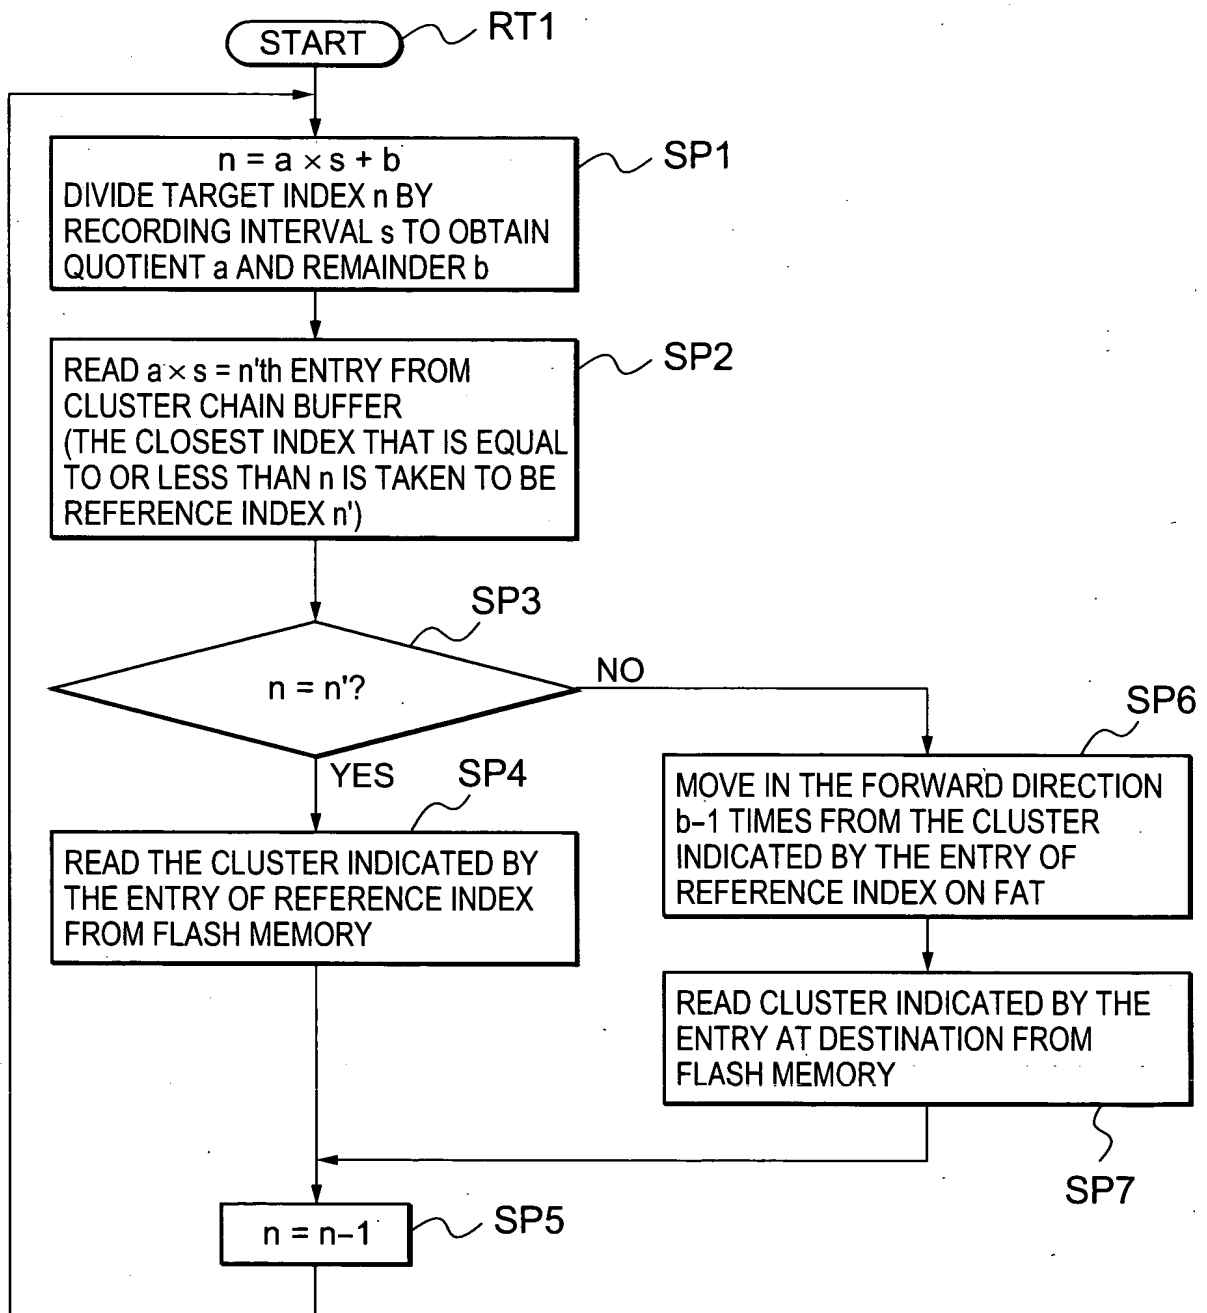 START
RT1
n = a × s + b
DIVIDE TARGET INDEX n BY
RECORDING INTERVAL s TO OBTAIN
QUOTIENT a AND REMAINDER b
SP1
READ a × s = n'th ENTRY FROM
CLUSTER CHAIN BUFFER
(THE CLOSEST INDEX THAT IS EQUAL
TO OR LESS THAN n IS TAKEN TO BE
REFERENCE INDEX n')
SP2
SP3
n = n'?
NO
YES
SP4
READ THE CLUSTER INDICATED BY
THE ENTRY OF REFERENCE INDEX
FROM FLASH MEMORY
SP6
MOVE IN THE FORWARD DIRECTION
b–1 TIMES FROM THE CLUSTER
INDICATED BY THE ENTRY OF
REFERENCE INDEX ON FAT
READ CLUSTER INDICATED BY THE
ENTRY AT DESTINATION FROM
FLASH MEMORY
SP7
n = n–1
SP5